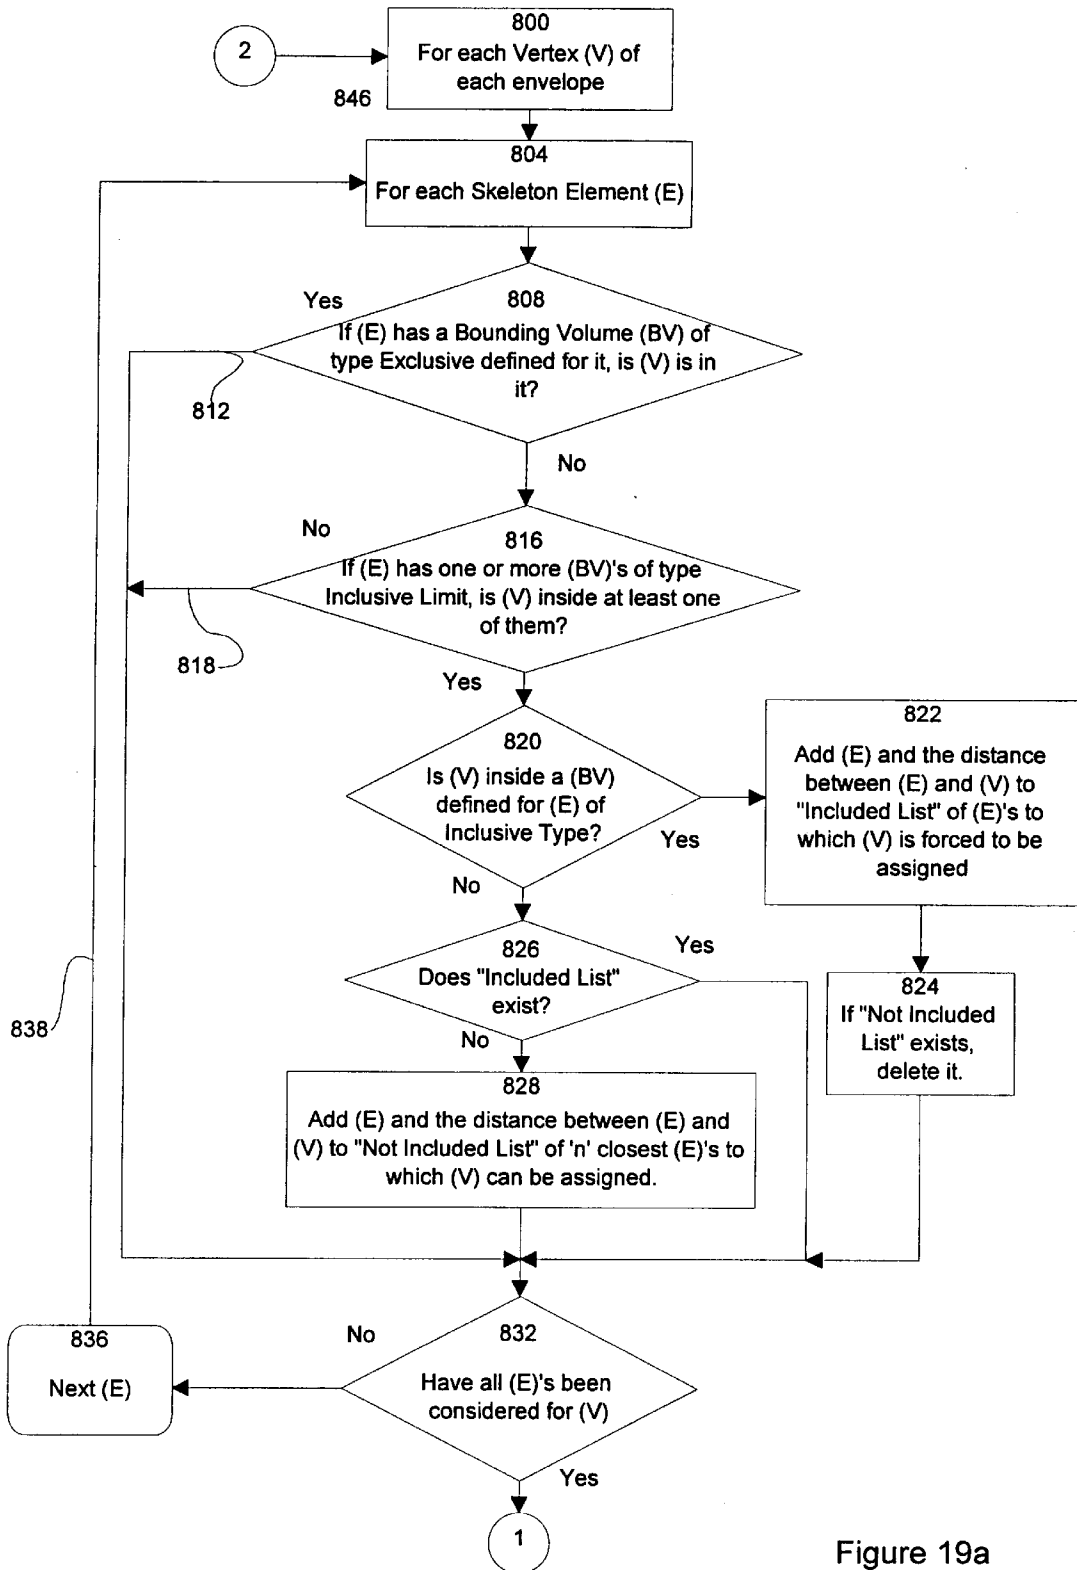 2
800
For each Vertex (V) of
each envelope
846
804
For each Skeleton Element (E)
Yes
808
If (E) has a Bounding Volume (BV) of
type Exclusive defined for it, is (V) is in
it?
812
No
No
816
If (E) has one or more (BV)'s of type
Inclusive Limit, is (V) inside at least one
of them?
818
Yes
820
Is (V) inside a (BV)
defined for (E) of
Inclusive Type?
Yes
822
Add (E) and the distance
between (E) and (V) to
"Included List" of (E)'s to
which (V) is forced to be
assigned
No
826
Does "Included List"
exist?
Yes
824
If "Not Included
List" exists,
delete it.
838
No
828
Add (E) and the distance between (E) and
(V) to "Not Included List" of 'n' closest (E)'s to
which (V) can be assigned.
836
Next (E)
No
832
Have all (E)'s been
considered for (V)
Yes
1
Figure 19a